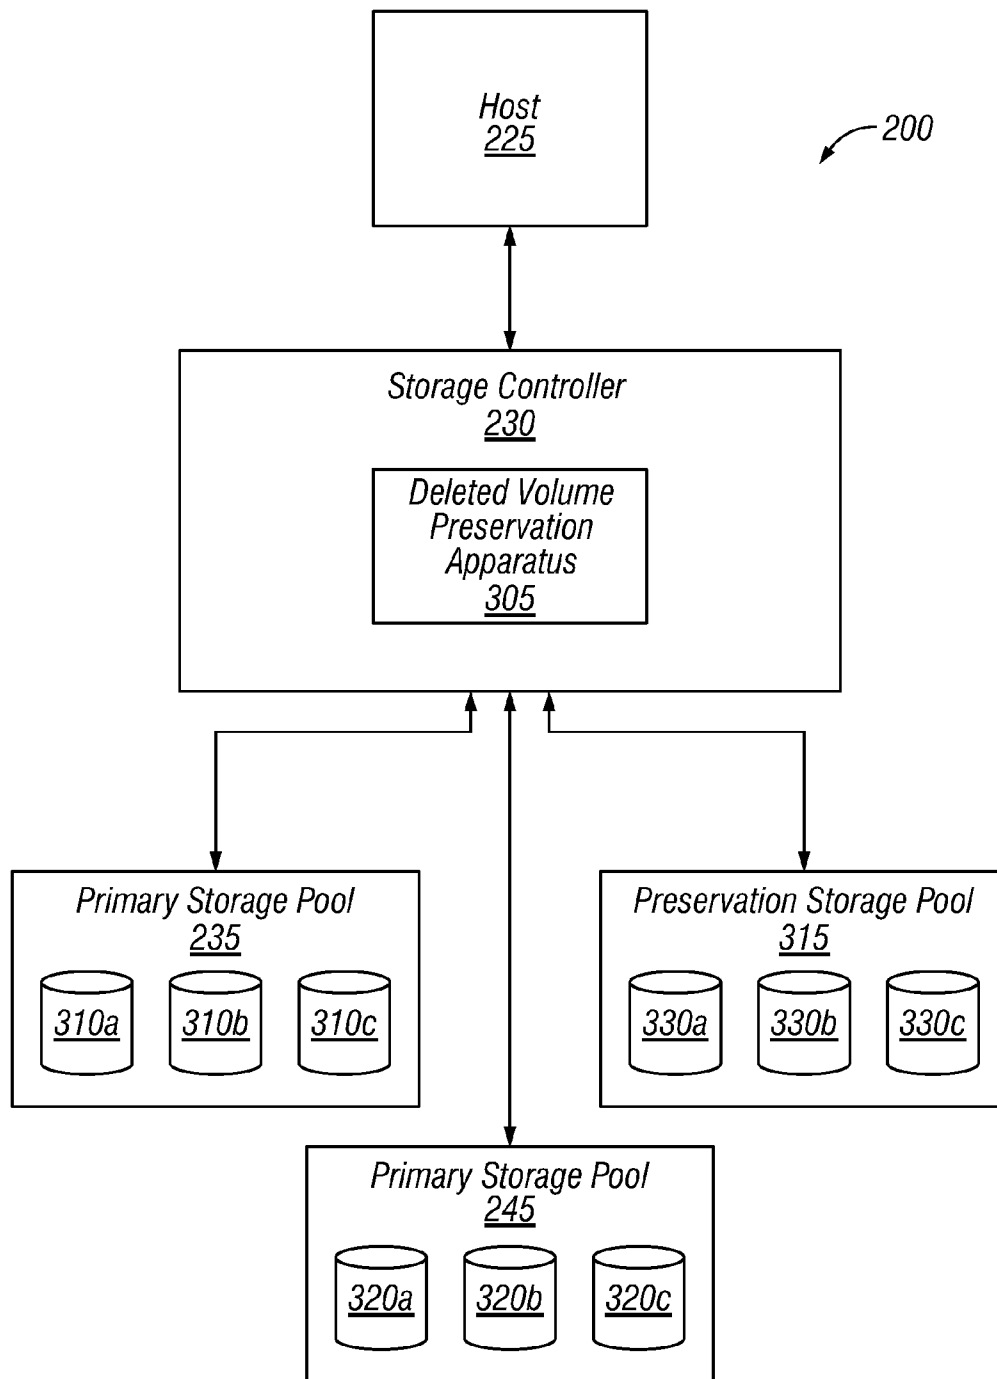 Host
225
200
Storage Controller
230
Deleted Volume
Preservation
Apparatus
305
Primary Storage Pool
235
310a 310b 310c
Preservation Storage Pool
315
330a 330b 330c
Primary Storage Pool
245
320a 320b 320c